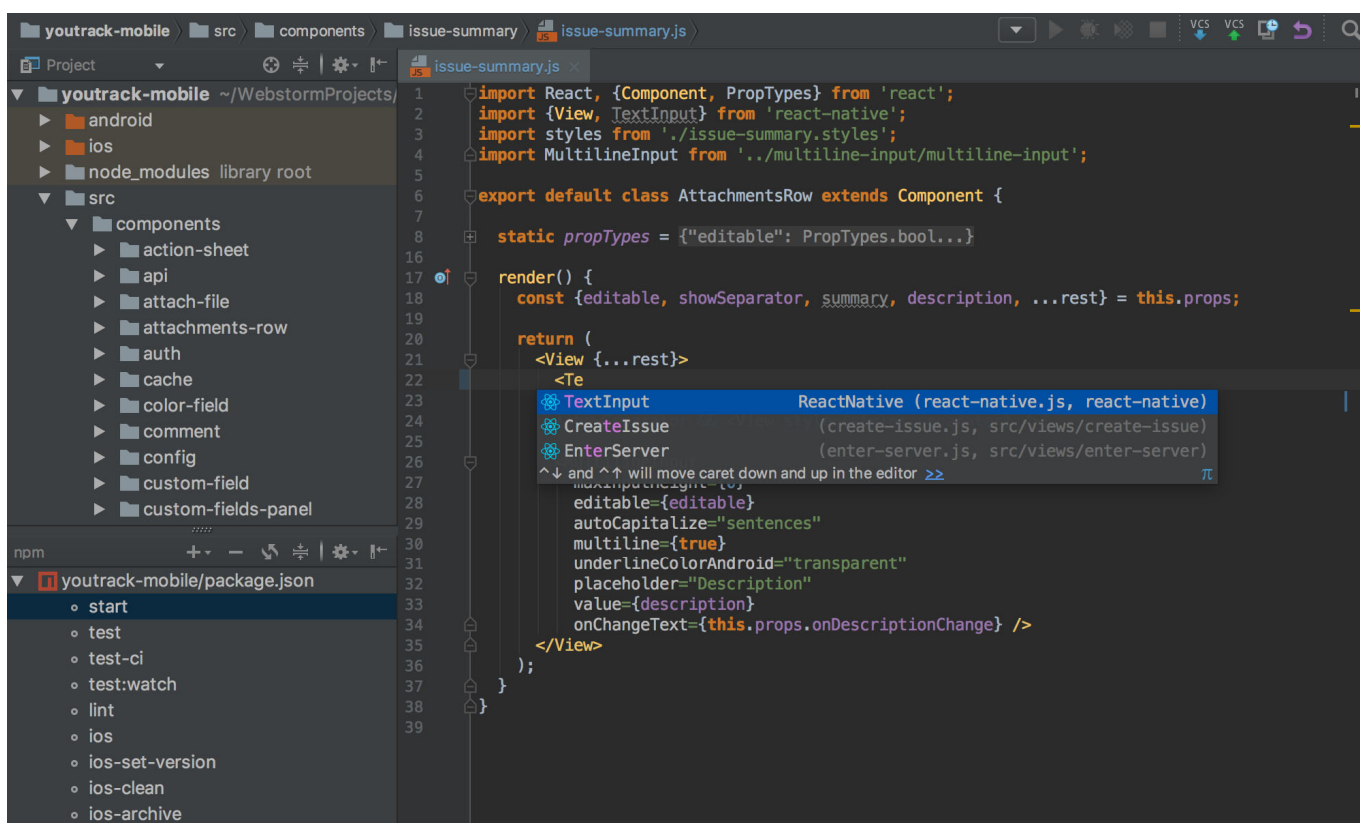 youtrack-mobile src components issue-summary issue-summary.js
VCS VCS
Project
issue-summary.js
youtrack-mobile ~/WebstormProjects/
android
ios
node_modules library root
src
components
action-sheet
api
attach-file
attachments-row
auth
cache
color-field
comment
config
custom-field
custom-fields-panel
npm
youtrack-mobile/package.json
start
test
test-ci
test:watch
lint
ios
ios-set-version
ios-clean
ios-archive
1 import React, {Component, PropTypes} from 'react';
2 import {View, TextInput} from 'react-native';
3 import styles from './issue-summary.styles';
4 import MultilineInput from '../multiline-input/multiline-input';
5
6 export default class AttachmentsRow extends Component {
7
8 static propTypes = {"editable": PropTypes.bool...}
16
17 render() {
18 const {editable, showSeparator, summary, description, ...rest} = this.props;
19
20 return (
21 <View {...rest}>
22 <Te
23 TextInput ReactNative (react-native.js, react-native)
24 CreateIssue (create-issue.js, src/views/create-issue)
25 EnterServer (enter-server.js, src/views/enter-server)
26 ^↓ and ^↑ will move caret down and up in the editor >> π
27 maxInputHeight={0}
28 editable={editable}
29 autoCapitalize="sentences"
30 multiline={true}
31 underlineColorAndroid="transparent"
32 placeholder="Description"
33 value={description}
34 onChangeText={this.props.onDescriptionChange} />
35 </View>
36 );
37 }
38 }
39